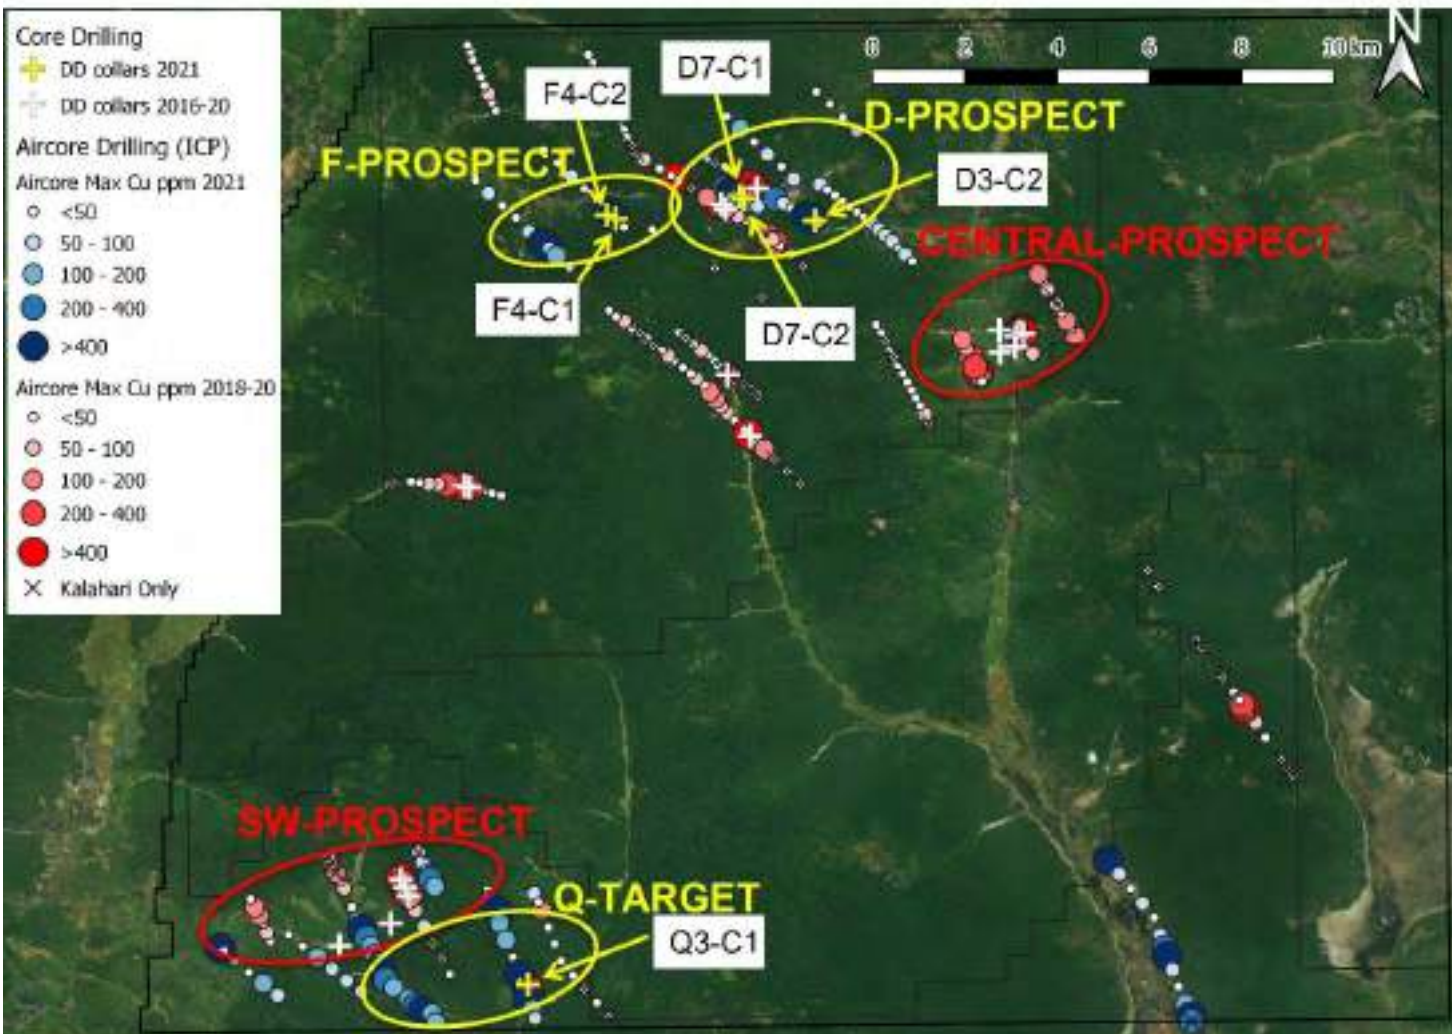 Core Drilling
DD collars 2021
DD collars 2016-20
Aircore Drilling (ICP)
Aircore Max Cu ppm 2021
<50
50 - 100
100 - 200
200 - 400
>400
Aircore Max Cu ppm 2018-20
<50
50 - 100
100 - 200
200 - 400
>400
Kalahari Only
N
0 2 4 6 8 10 km
D7-C1
F4-C2
D-PROSPECT
F-PROSPECT
D3-C2
CENTRAL-PROSPECT
F4-C1
D7-C2
SW-PROSPECT
Q-TARGET
Q3-C1